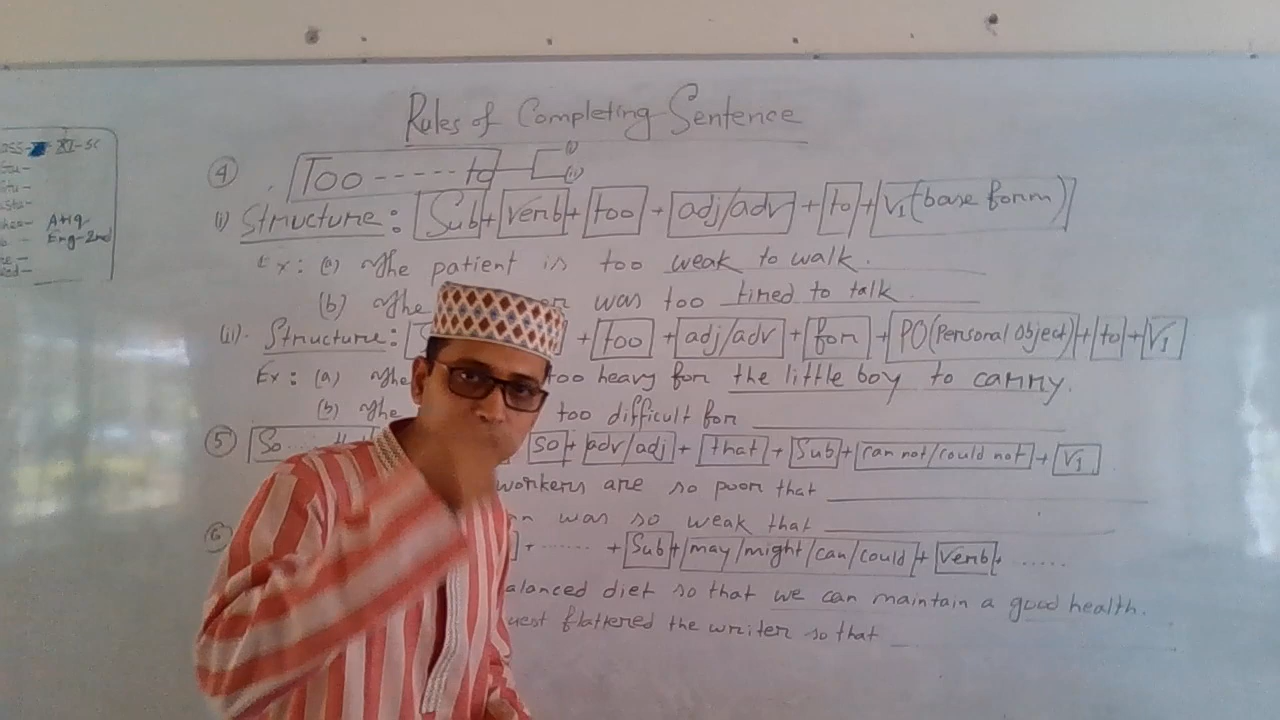 Rules of Completing Sentence
XI-SC
Atiq
Eng-2nd
④ Too ----- to (i)
(ii)
(i) Structure: Sub + verb + too + adj/adv + to + V₁ (base form)
Ex: (a) The patient is too weak to walk.
(b) The was too tired to talk
(ii). Structure: + too + adj/adv + for + PO (Personal Object) + to + V₁
Ex: (a) The too heavy for the little boy to carry.
(b) The too difficult for
⑤ So so + adv/adj + that + Sub + can not/could not + V₁
workers are so poor that
was so weak that
⑥ + ...... + Sub + may/might/can/could + verb + ......
balanced diet so that we can maintain a good health.
flattered the writer so that